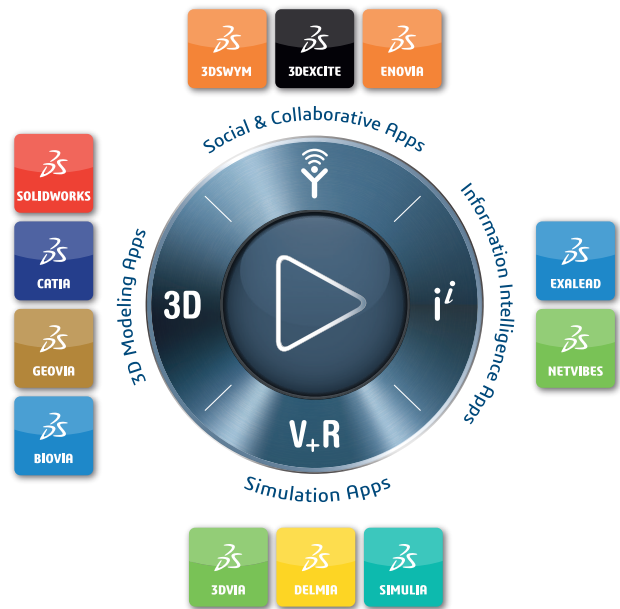 3DSWYM
3DEXCITE
ENOVIA
Social & Collaborative Apps
SOLIDWORKS
CATIA
GEOVIA
BIOVIA
3D Modeling Apps
3D
i i
V+R
Information Intelligence Apps
EXALEAD
NETVIBES
Simulation Apps
3DVIA
DELMIA
SIMULIA